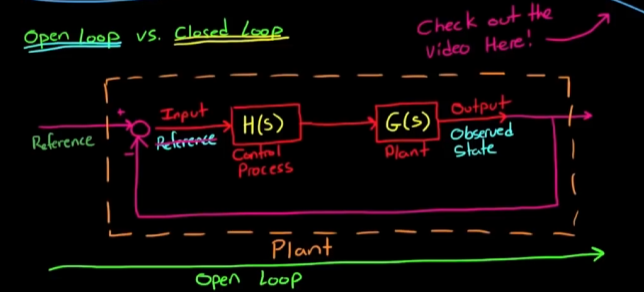 Open Loop vs. Closed Loop
Check out the
video Here!
+
Reference
-
Input
Reference
H(s)
Control
Process
G(s)
Plant
Output
Observed
State
Plant
Open Loop